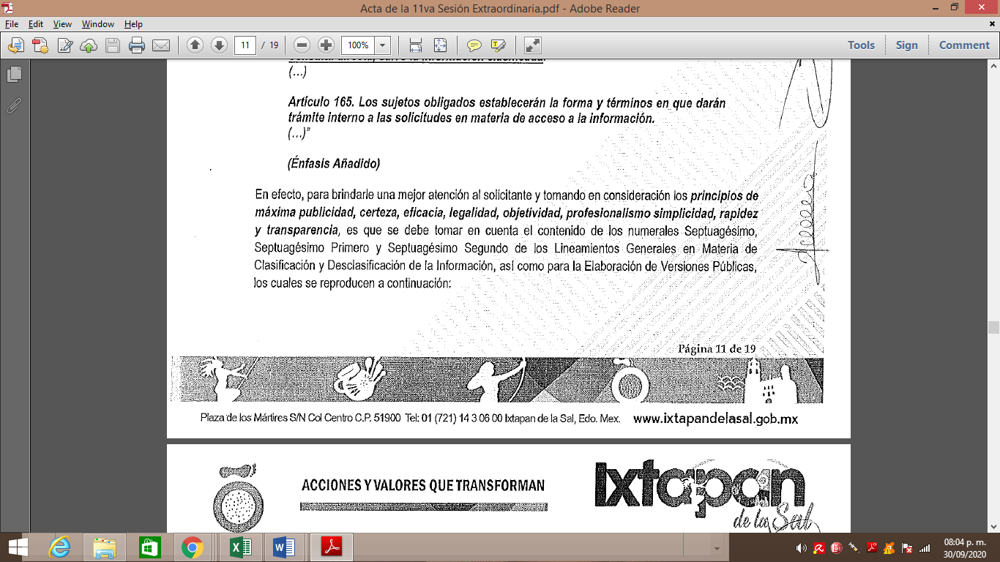 Acta de la 11va Sesión Extraordinaria.pdf - Adobe Reader
File Edit View Window Help
11 / 19 100% Tools Sign Comment
(...)
Artículo 165. Los sujetos obligados establecerán la forma y términos en que darán
trámite interno a las solicitudes en materia de acceso a la información.
(...)"
(Énfasis Añadido)
En efecto, para brindarle una mejor atención al solicitante y tomando en consideración los principios de
máxima publicidad, certeza, eficacia, legalidad, objetividad, profesionalismo simplicidad, rapidez
y transparencia, es que se debe tomar en cuenta el contenido de los numerales Septuagésimo,
Septuagésimo Primero y Septuagésimo Segundo de los Lineamientos Generales en Materia de
Clasificación y Desclasificación de la Información, así como para la Elaboración de Versiones Públicas,
los cuales se reproducen a continuación:
Página 11 de 19
Plaza de los Mártires S/N Col Centro C.P. 51900 Tel: 01 (721) 14 3 06 00 Ixtapan de la Sal, Edo. Mex. www.ixtapandelasal.gob.mx
ACCIONES Y VALORES QUE TRANSFORMAN
Ixtapan
de la Sal
08:04 p. m.
30/09/2020